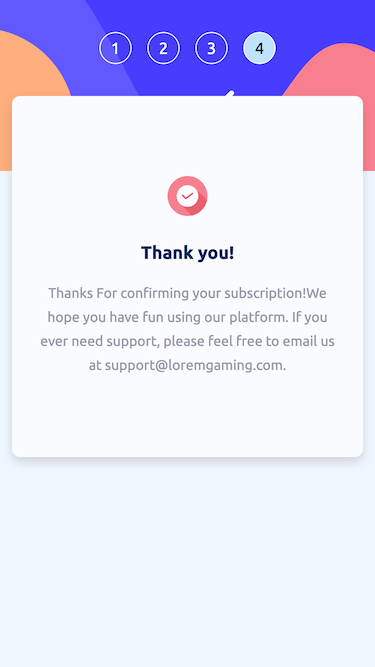 1 2 3 4
Thank you!
Thanks For confirming your subscription!We
hope you have fun using our platform. If you
ever need support, please feel free to email us
at support@loremgaming.com.